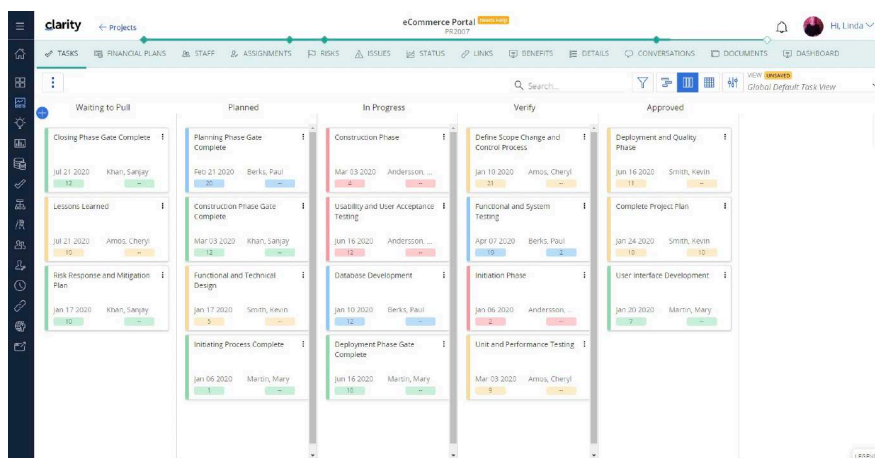 clarity
← Projects
eCommerce Portal
PR2007
Hi, Linda
TASKS
FINANCIAL PLANS
STAFF
ASSIGNMENTS
RISKS
ISSUES
STATUS
LINKS
BENEFITS
DETAILS
CONVERSATIONS
DOCUMENTS
DASHBOARD
Search...
VIEW UNSAVED
Global Default Task View
Waiting to Pull
Planned
In Progress
Verify
Approved
Closing Phase Gate Complete
Jul 21 2020 Khan, Sanjay
12 --
Lessons Learned
Jul 21 2020 Amos, Cheryl
10 --
Risk Response and Mitigation
Plan
Jan 17 2020 Khan, Sanjay
10 --
Planning Phase Gate
Complete
Feb 21 2020 Berks, Paul
20 --
Construction Phase Gate
Complete
Mar 03 2020 Khan, Sanjay
12 --
Functional and Technical
Design
Jan 17 2020 Smith, Kevin
5 --
Initiating Process Complete
Jan 06 2020 Martin, Mary
1 --
Construction Phase
Mar 03 2020 Andersson, ...
2 --
Usability and User Acceptance
Testing
Jun 16 2020 Andersson, ...
12 --
Database Development
Jan 10 2020 Berks, Paul
12 --
Deployment Phase Gate
Complete
Jun 16 2020 Martin, Mary
10 --
Define Scope Change and
Control Process
Jan 10 2020 Amos, Cheryl
23 --
Functional and System
Testing
Apr 07 2020 Berks, Paul
10 2
Initiation Phase
Jan 06 2020 Andersson, ...
2 --
Unit and Performance Testing
Mar 03 2020 Amos, Cheryl
5 --
Deployment and Quality
Phase
Jun 16 2020 Smith, Kevin
11 --
Complete Project Plan
Jan 24 2020 Smith, Kevin
10 10
User Interface Development
Jan 20 2020 Martin, Mary
7 --